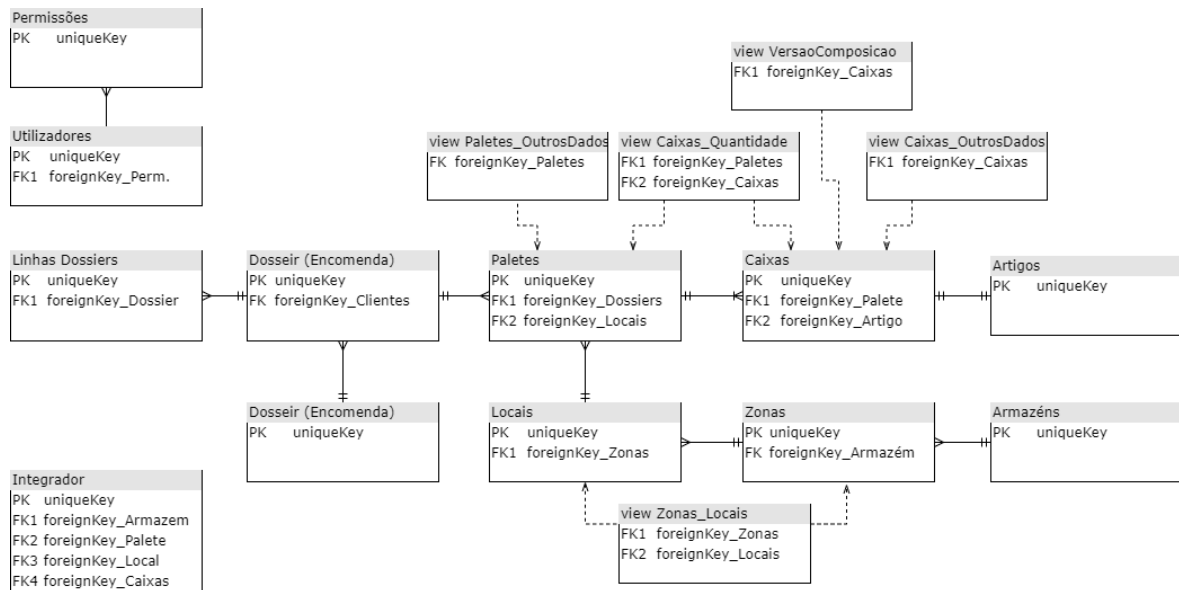 Permissões
PK uniqueKey
Utilizadores
PK uniqueKey
FK1 foreignKey_Perm.
view VersaoComposicao
FK1 foreignKey_Caixas
view Paletes_OutrosDados
FK foreignKey_Paletes
view Caixas_Quantidade
FK1 foreignKey_Paletes
FK2 foreignKey_Caixas
view Caixas_OutrosDados
FK1 foreignKey_Caixas
Linhas Dossiers
PK uniqueKey
FK1 foreignKey_Dossier
Dosseir (Encomenda)
PK uniqueKey
FK foreignKey_Clientes
Paletes
PK uniqueKey
FK1 foreignKey_Dossiers
FK2 foreignKey_Locais
Caixas
PK uniqueKey
FK1 foreignKey_Palete
FK2 foreignKey_Artigo
Artigos
PK uniqueKey
Dosseir (Encomenda)
PK uniqueKey
Locais
PK uniqueKey
FK1 foreignKey_Zonas
Zonas
PK uniqueKey
FK foreignKey_Armazém
Armazéns
PK uniqueKey
Integrador
PK uniqueKey
FK1 foreignKey_Armazem
FK2 foreignKey_Palete
FK3 foreignKey_Local
FK4 foreignKey_Caixas
view Zonas_Locais
FK1 foreignKey_Zonas
FK2 foreignKey_Locais